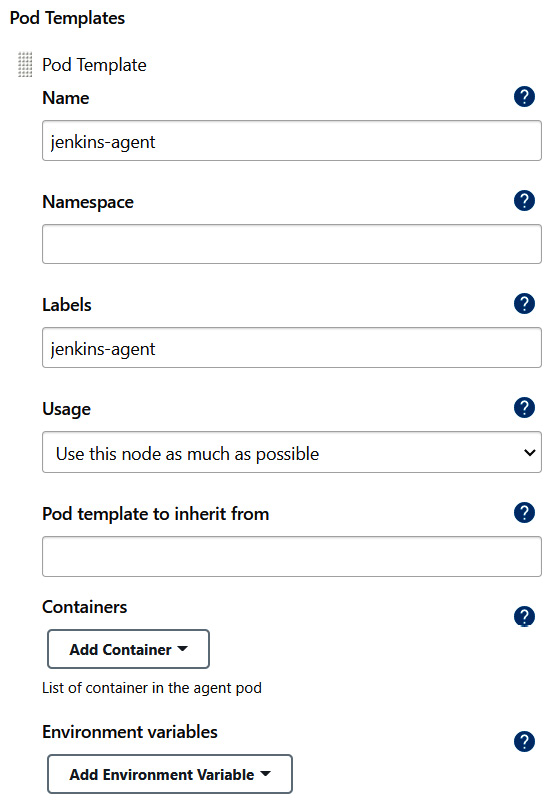 Pod Templates
Pod Template
Name
?
jenkins-agent
Namespace
?
Labels
?
jenkins-agent
Usage
?
Use this node as much as possible
Pod template to inherit from
?
Containers
?
Add Container
List of container in the agent pod
Environment variables
?
Add Environment Variable